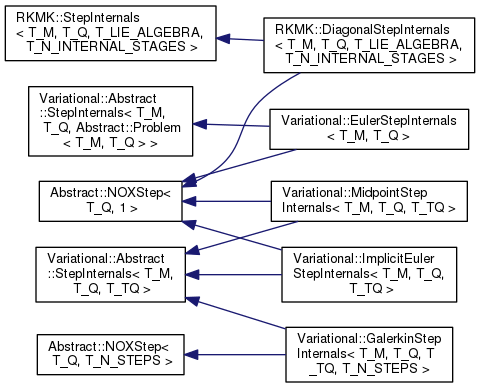 RKMK::StepInternals
< T_M, T_Q, T_LIE_ALGEBRA,
T_N_INTERNAL_STAGES >
RKMK::DiagonalStepInternals
< T_M, T_Q, T_LIE_ALGEBRA,
T_N_INTERNAL_STAGES >
Variational::Abstract
::StepInternals< T_M,
T_Q, Abstract::Problem
< T_M, T_Q > >
Variational::EulerStepInternals
< T_M, T_Q >
Abstract::NOXStep<
T_Q, 1 >
Variational::MidpointStep
Internals< T_M, T_Q, T_TQ >
Variational::Abstract
::StepInternals< T_M,
T_Q, T_TQ >
Variational::ImplicitEuler
StepInternals< T_M, T_Q,
T_TQ >
Abstract::NOXStep<
T_Q, T_N_STEPS >
Variational::GalerkinStep
Internals< T_M, T_Q, T
_TQ, T_N_STEPS >